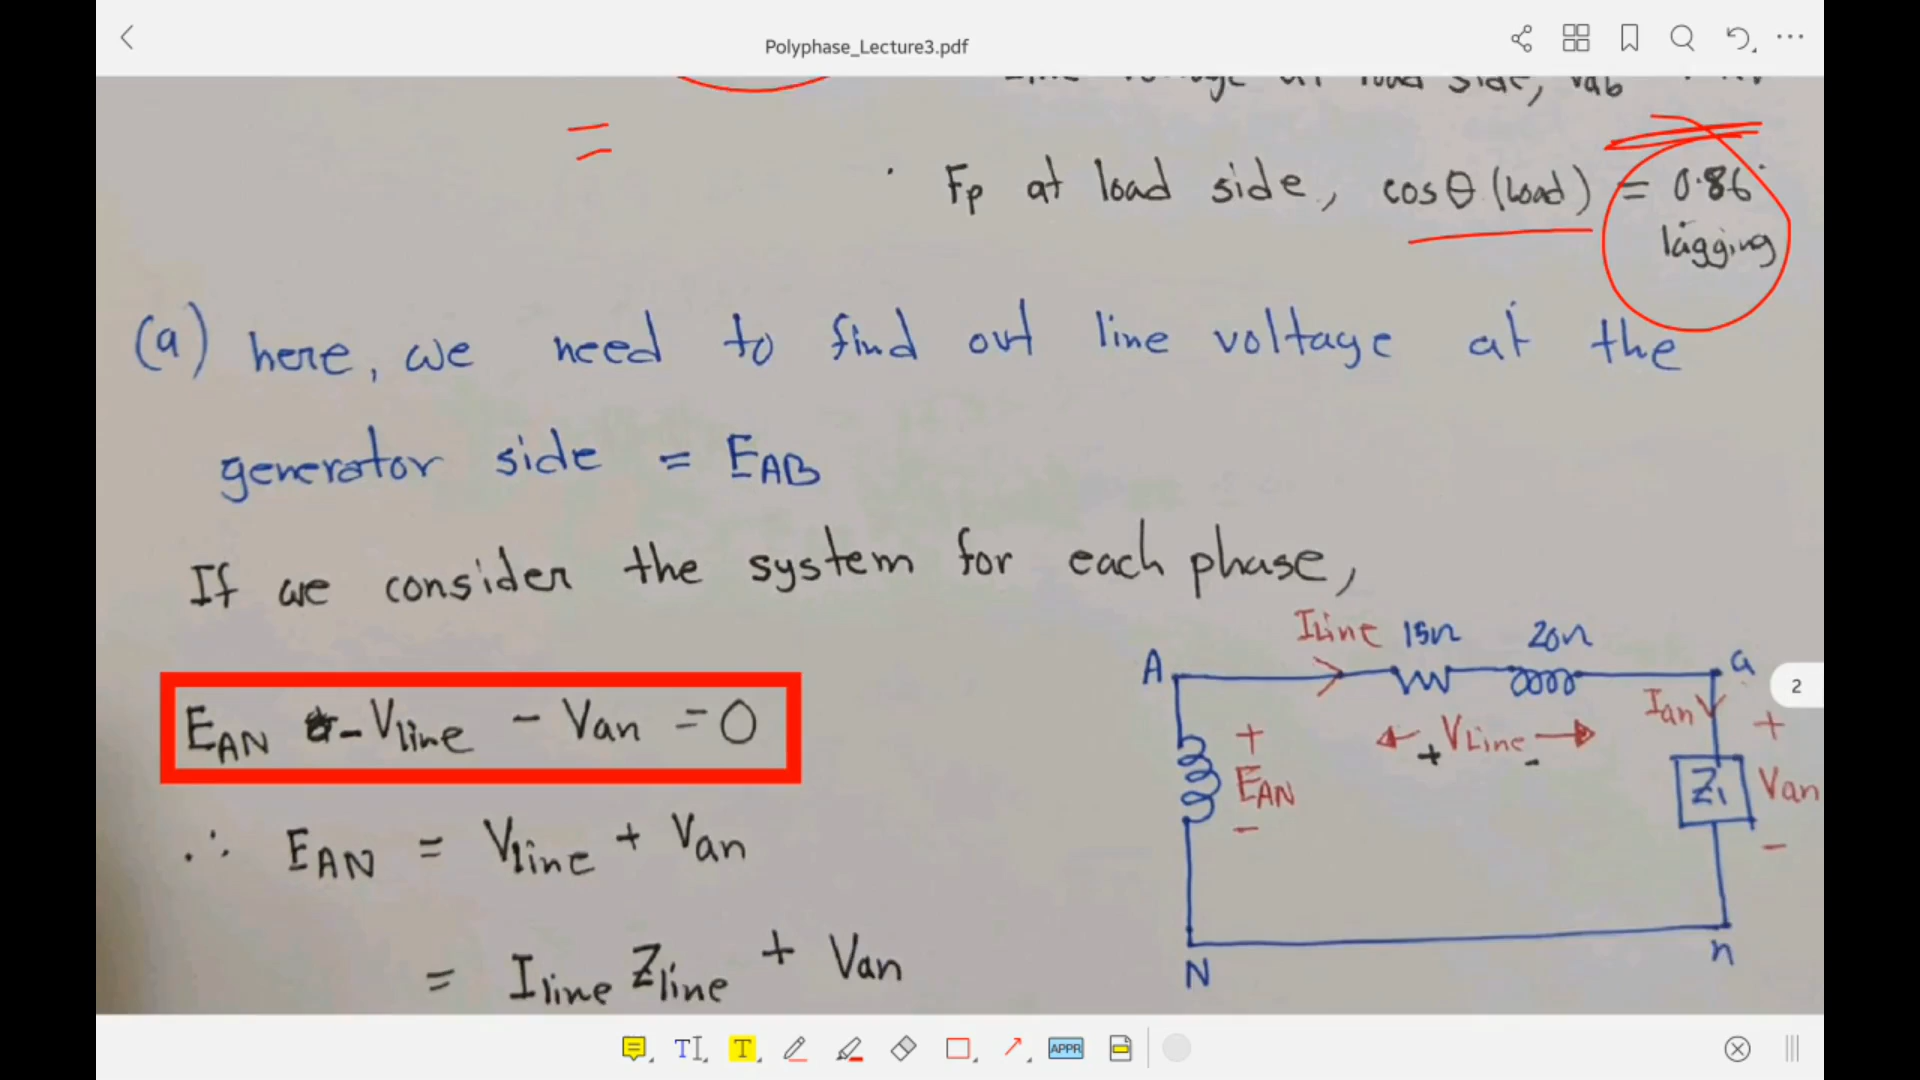 Polyphase_Lecture3.pdf
Fp at load side, cosθ (load) = 0.86
lagging
(a) here, we need to find out line voltage at the
generator side = EAB
If we consider the system for each phase,
EAN - Vline - Van = 0
∴ EAN = Vline + Van
= Iline Zline + Van
Iline 15Ω 20Ω
A a
Ian
+ EAN -
+ VLine -
Z1
+ Van -
N n
2
T T
APPR